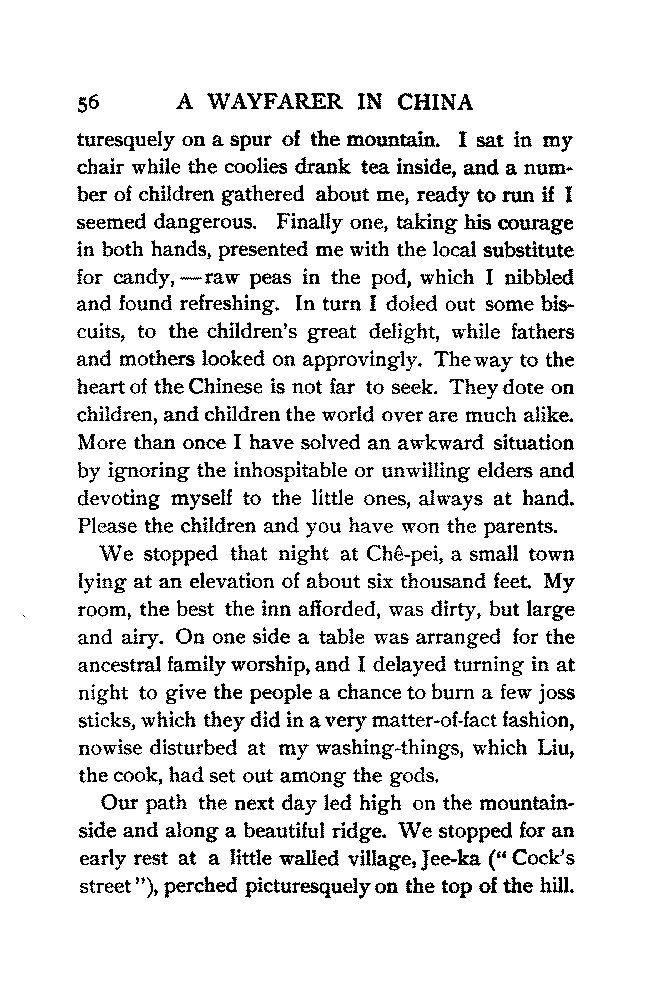 56 A WAYFARER IN CHINA
turesquely on a spur of the mountain. I sat in my
chair while the coolies drank tea inside, and a num-
ber of children gathered about me, ready to run if I
seemed dangerous. Finally one, taking his courage
in both hands, presented me with the local substitute
for candy, — raw peas in the pod, which I nibbled
and found refreshing. In turn I doled out some bis-
cuits, to the children's great delight, while fathers
and mothers looked on approvingly. The way to the
heart of the Chinese is not far to seek. They dote on
children, and children the world over are much alike.
More than once I have solved an awkward situation
by ignoring the inhospitable or unwilling elders and
devoting myself to the little ones, always at hand.
Please the children and you have won the parents.
We stopped that night at Chê-pei, a small town
lying at an elevation of about six thousand feet. My
room, the best the inn afforded, was dirty, but large
and airy. On one side a table was arranged for the
ancestral family worship, and I delayed turning in at
night to give the people a chance to burn a few joss
sticks, which they did in a very matter-of-fact fashion,
nowise disturbed at my washing-things, which Liu,
the cook, had set out among the gods.
Our path the next day led high on the mountain-
side and along a beautiful ridge. We stopped for an
early rest at a little walled village, Jee-ka (" Cock's
street "), perched picturesquely on the top of the hill.